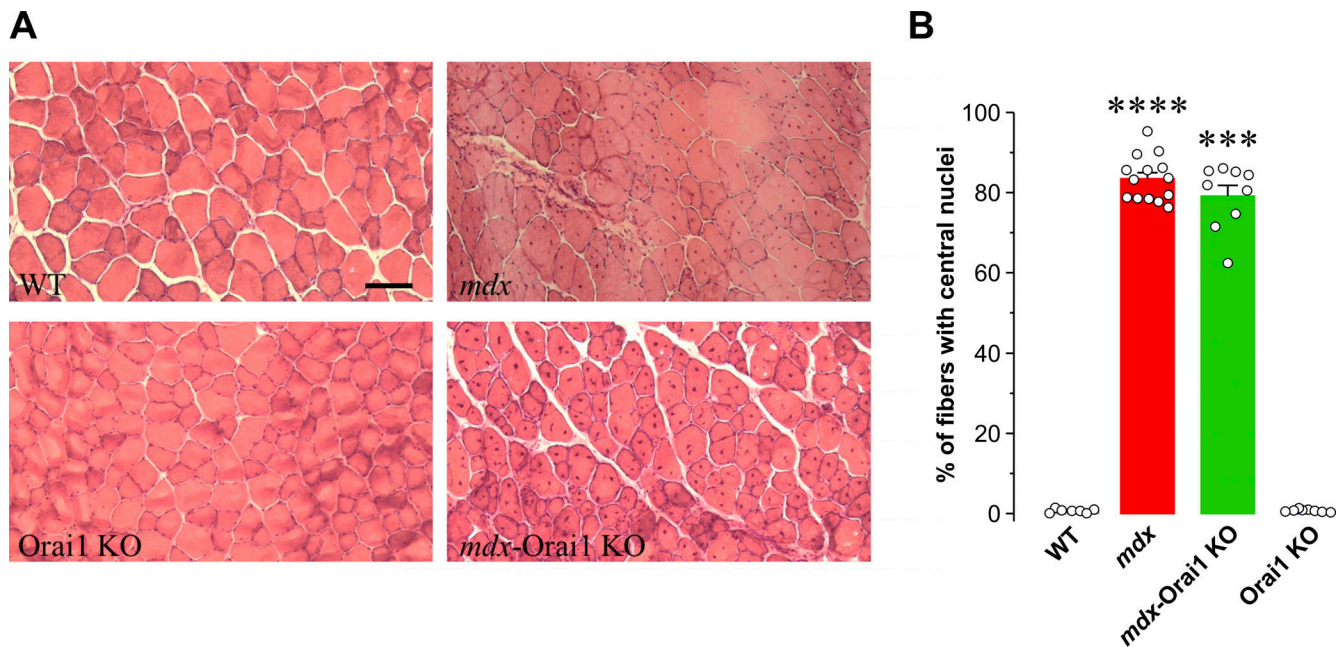 A
B
WT
mdx
Orai1 KO
mdx-Orai1 KO
% of fibers with central nuclei
100
80
60
40
20
0
****
***
WT
mdx
mdx-Orai1 KO
Orai1 KO